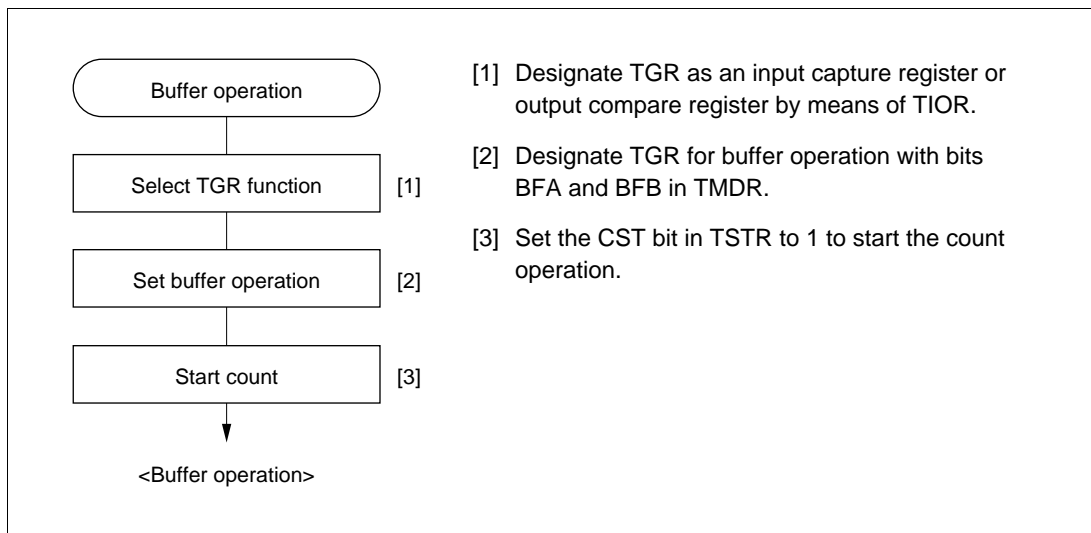 Buffer operation
Select TGR function
[1]
Set buffer operation
[2]
Start count
[3]
<Buffer operation>
[1] Designate TGR as an input capture register or
output compare register by means of TIOR.
[2] Designate TGR for buffer operation with bits
BFA and BFB in TMDR.
[3] Set the CST bit in TSTR to 1 to start the count
operation.